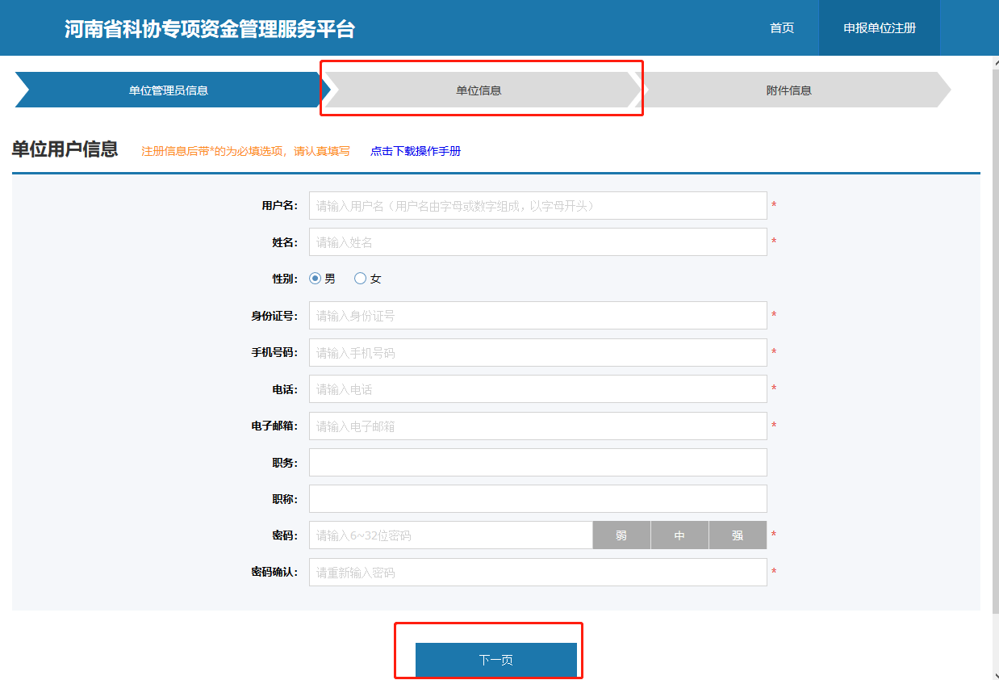 河南省科协专项资金管理服务平台 首页 申报单位注册
单位管理员信息 单位信息 附件信息
单位用户信息 注册信息后带*的为必填选项，请认真填写 点击下载操作手册
用户名： 请输入用户名（用户名由字母或数字组成，以字母开头） *
姓名： 请输入姓名 *
性别： 男 女
身份证号： 请输入身份证号 *
手机号码： 请输入手机号码 *
电话： 请输入电话 *
电子邮箱： 请输入电子邮箱 *
职务：
职称：
密码： 请输入6~32位密码 弱 中 强 *
密码确认： 请重新输入密码 *
下一页